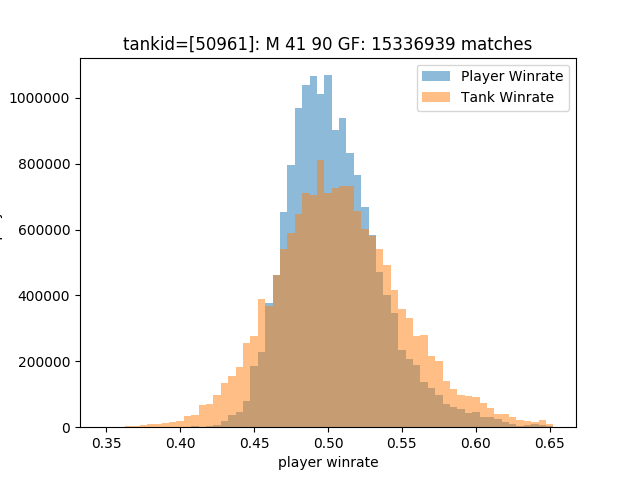 tankid=[50961]: M 41 90 GF: 15336939 matches
Player Winrate
Tank Winrate
1000000
800000
600000
400000
200000
0
0.35 0.40 0.45 0.50 0.55 0.60 0.65
player winrate